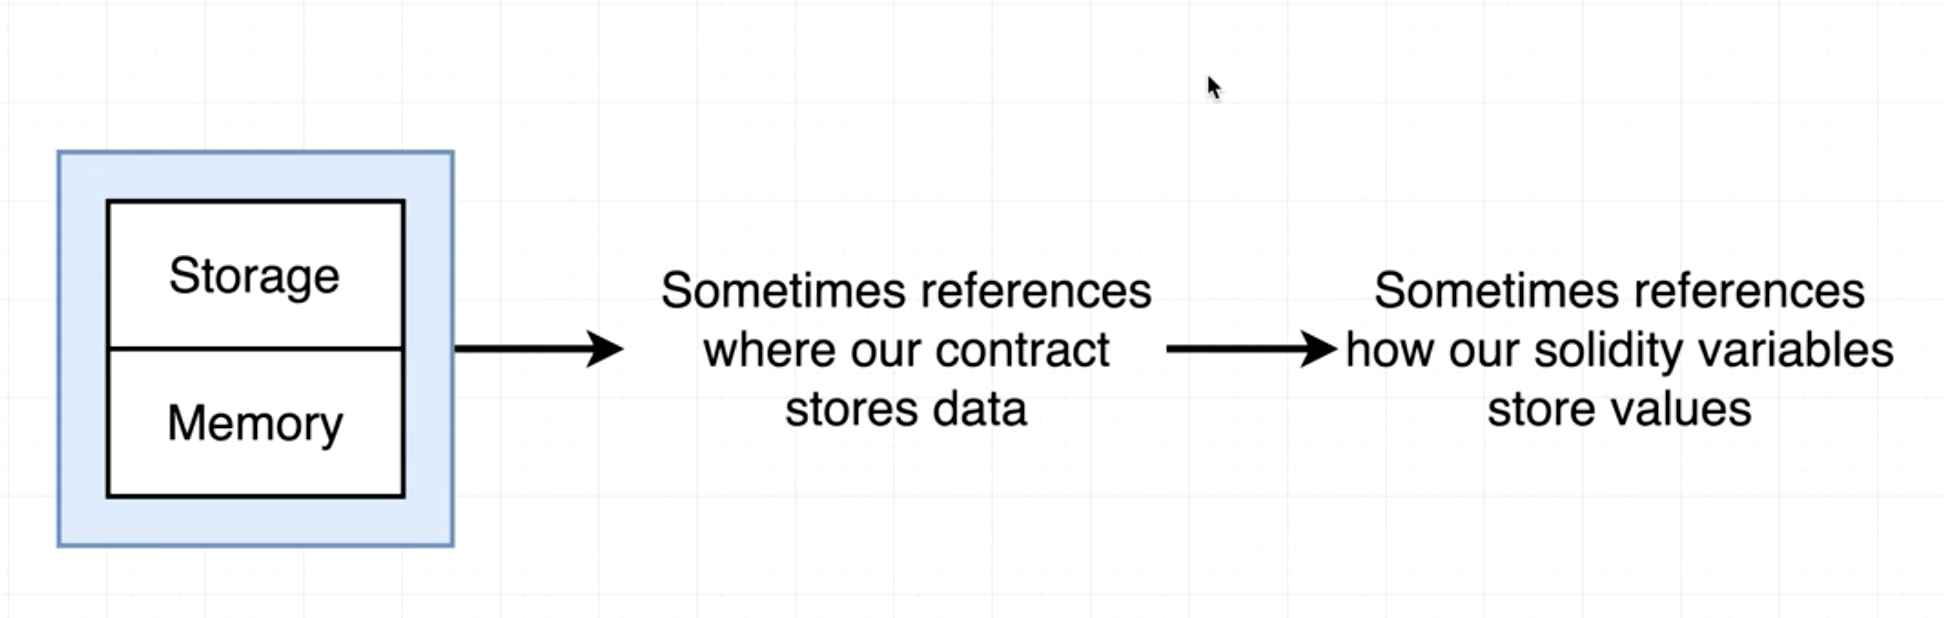 Storage
Memory
Sometimes references
where our contract
stores data
Sometimes references
how our solidity variables
store values